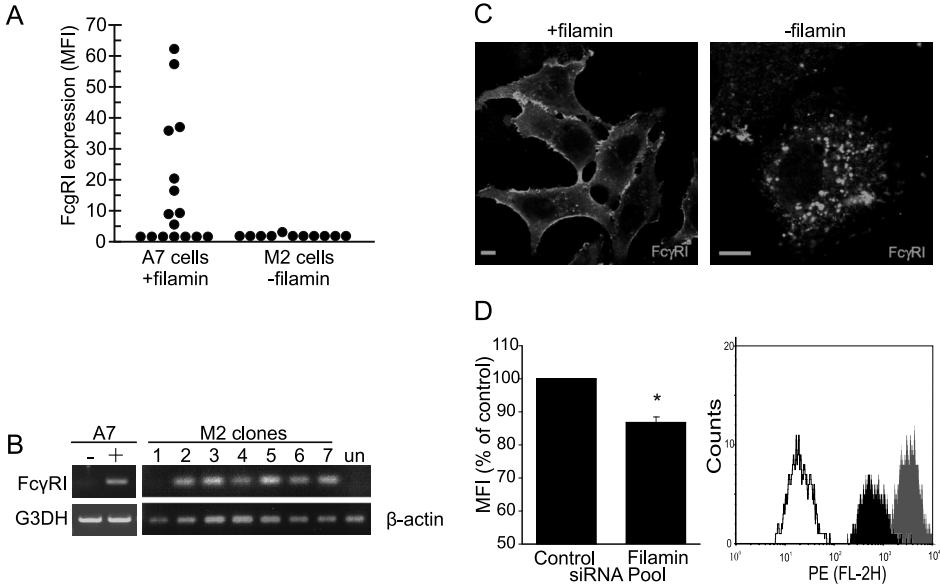 A
FcgRI expression (MFI)
70
60
50
40
30
20
10
0
A7 cells
+filamin
M2 cells
-filamin
B
A7
M2 clones
- + 1 2 3 4 5 6 7 un
FcγRI
G3DH
β-actin
C
+filamin
-filamin
FcγRI
FcγRI
D
MFI (% of control)
110
100
90
80
70
60
50
*
Control
Filamin
siRNA Pool
Counts
20
10
0
10⁰ 10¹ 10² 10³ 10⁴
PE (FL-2H)